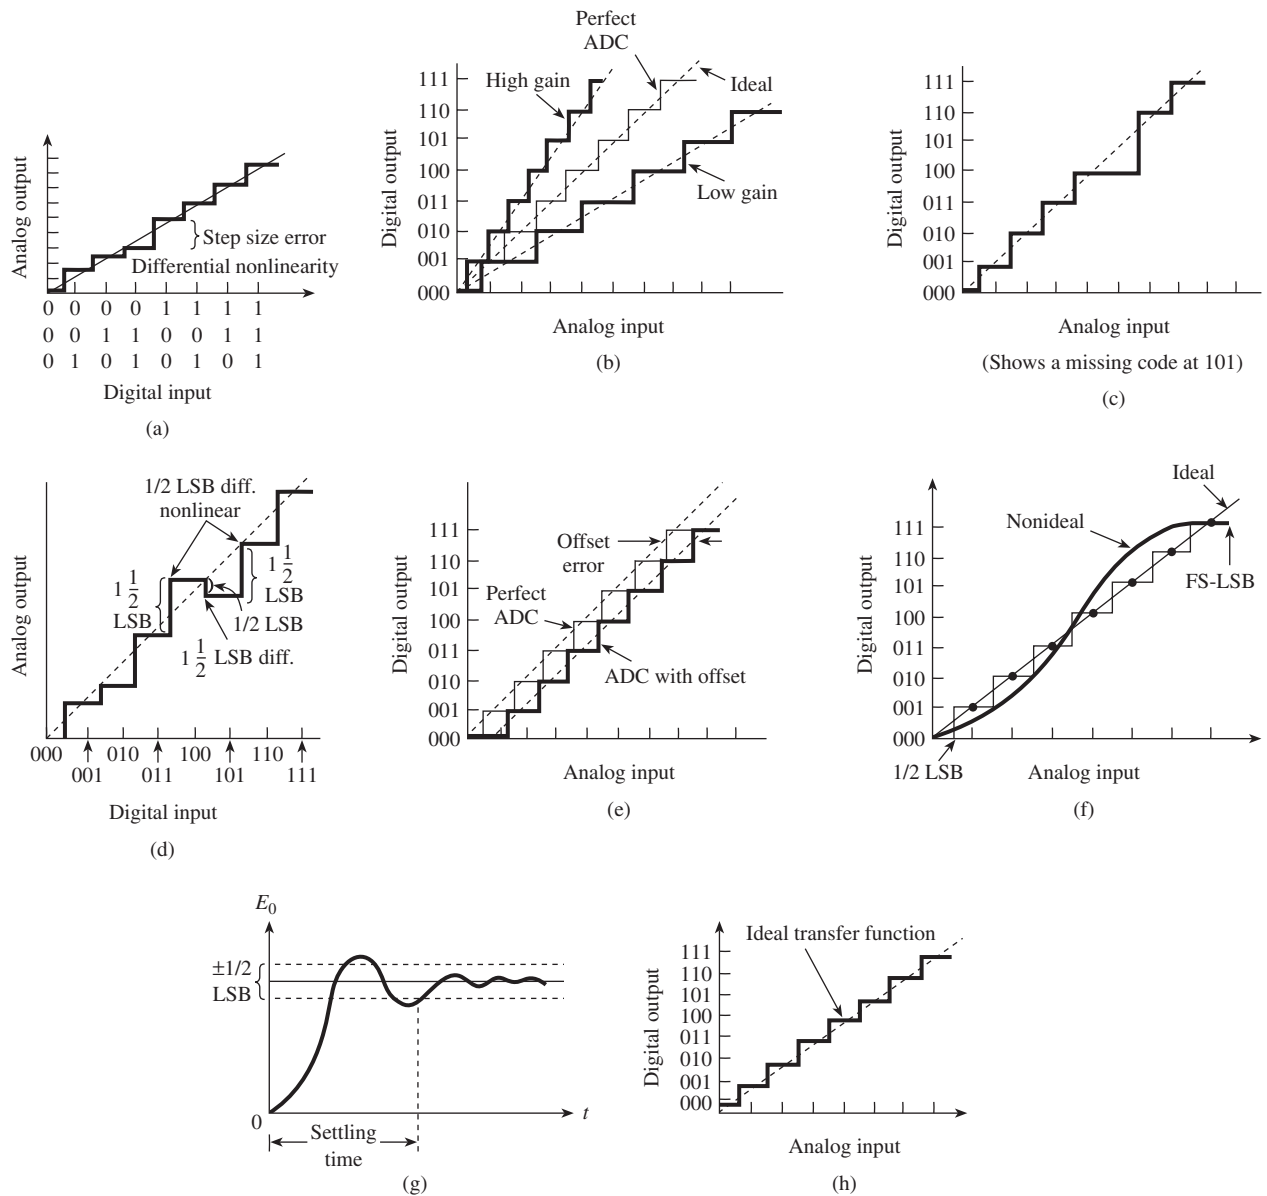 Analog output
Step size error
Differential nonlinearity
0 0 0 0 1 1 1 1
0 0 1 1 0 0 1 1
0 1 0 1 0 1 0 1
Digital input
(a)
Perfect
ADC
High gain
Ideal
Low gain
Digital output
111
110
101
100
011
010
001
000
Analog input
(b)
Digital output
111
110
101
100
011
010
001
000
Analog input
(Shows a missing code at 101)
(c)
1/2 LSB diff.
nonlinear
Analog output
1 1/2
LSB
1 1/2
LSB
1/2 LSB
1 1/2 LSB diff.
000 010 100 110
001 011 101 111
Digital input
(d)
Digital output
111
110
101
100
011
010
001
000
Offset
error
Perfect
ADC
ADC with offset
Analog input
(e)
Ideal
Nonideal
FS-LSB
Digital output
111
110
101
100
011
010
001
000
1/2 LSB
Analog input
(f)
E0
±1/2
LSB
0
t
Settling
time
(g)
Ideal transfer function
Digital output
111
110
101
100
011
010
001
000
Analog input
(h)